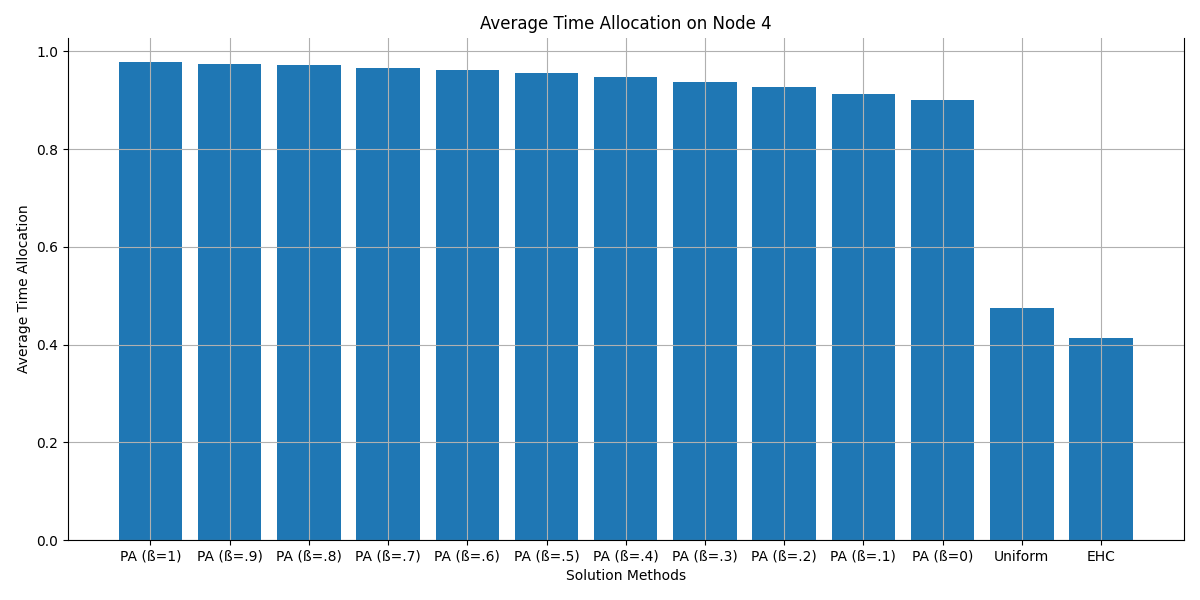 Average Time Allocation on Node 4
1.0
0.8
0.6
0.4
0.2
0.0
Average Time Allocation
PA (ß=1) PA (ß=.9) PA (ß=.8) PA (ß=.7) PA (ß=.6) PA (ß=.5) PA (ß=.4) PA (ß=.3) PA (ß=.2) PA (ß=.1) PA (ß=0) Uniform EHC
Solution Methods